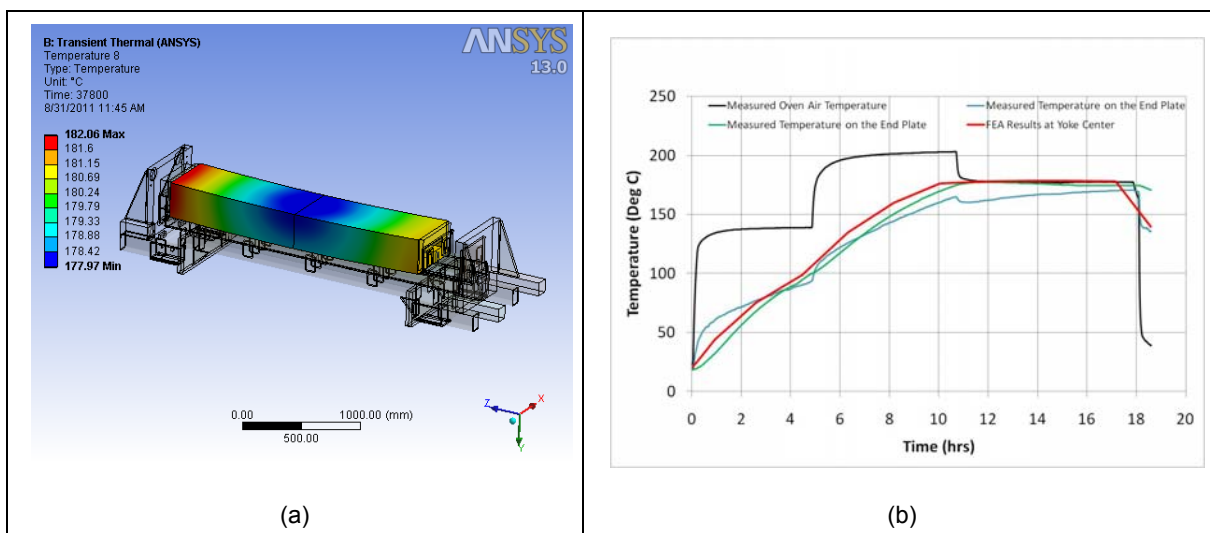 B: Transient Thermal (ANSYS)
Temperature 8
Type: Temperature
Unit: °C
Time: 37800
8/31/2011 11:45 AM
ANSYS
13.0
182.06 Max
181.6
181.15
180.69
180.24
179.79
179.33
178.88
178.42
177.97 Min
0.00
1000.00 (mm)
500.00
Z
X
Y
(a)
Measured Oven Air Temperature
Measured Temperature on the End Plate
Measured Temperature on the End Plate
FEA Results at Yoke Center
Temperature (Deg C)
250
200
150
100
50
0
0 2 4 6 8 10 12 14 16 18 20
Time (hrs)
(b)